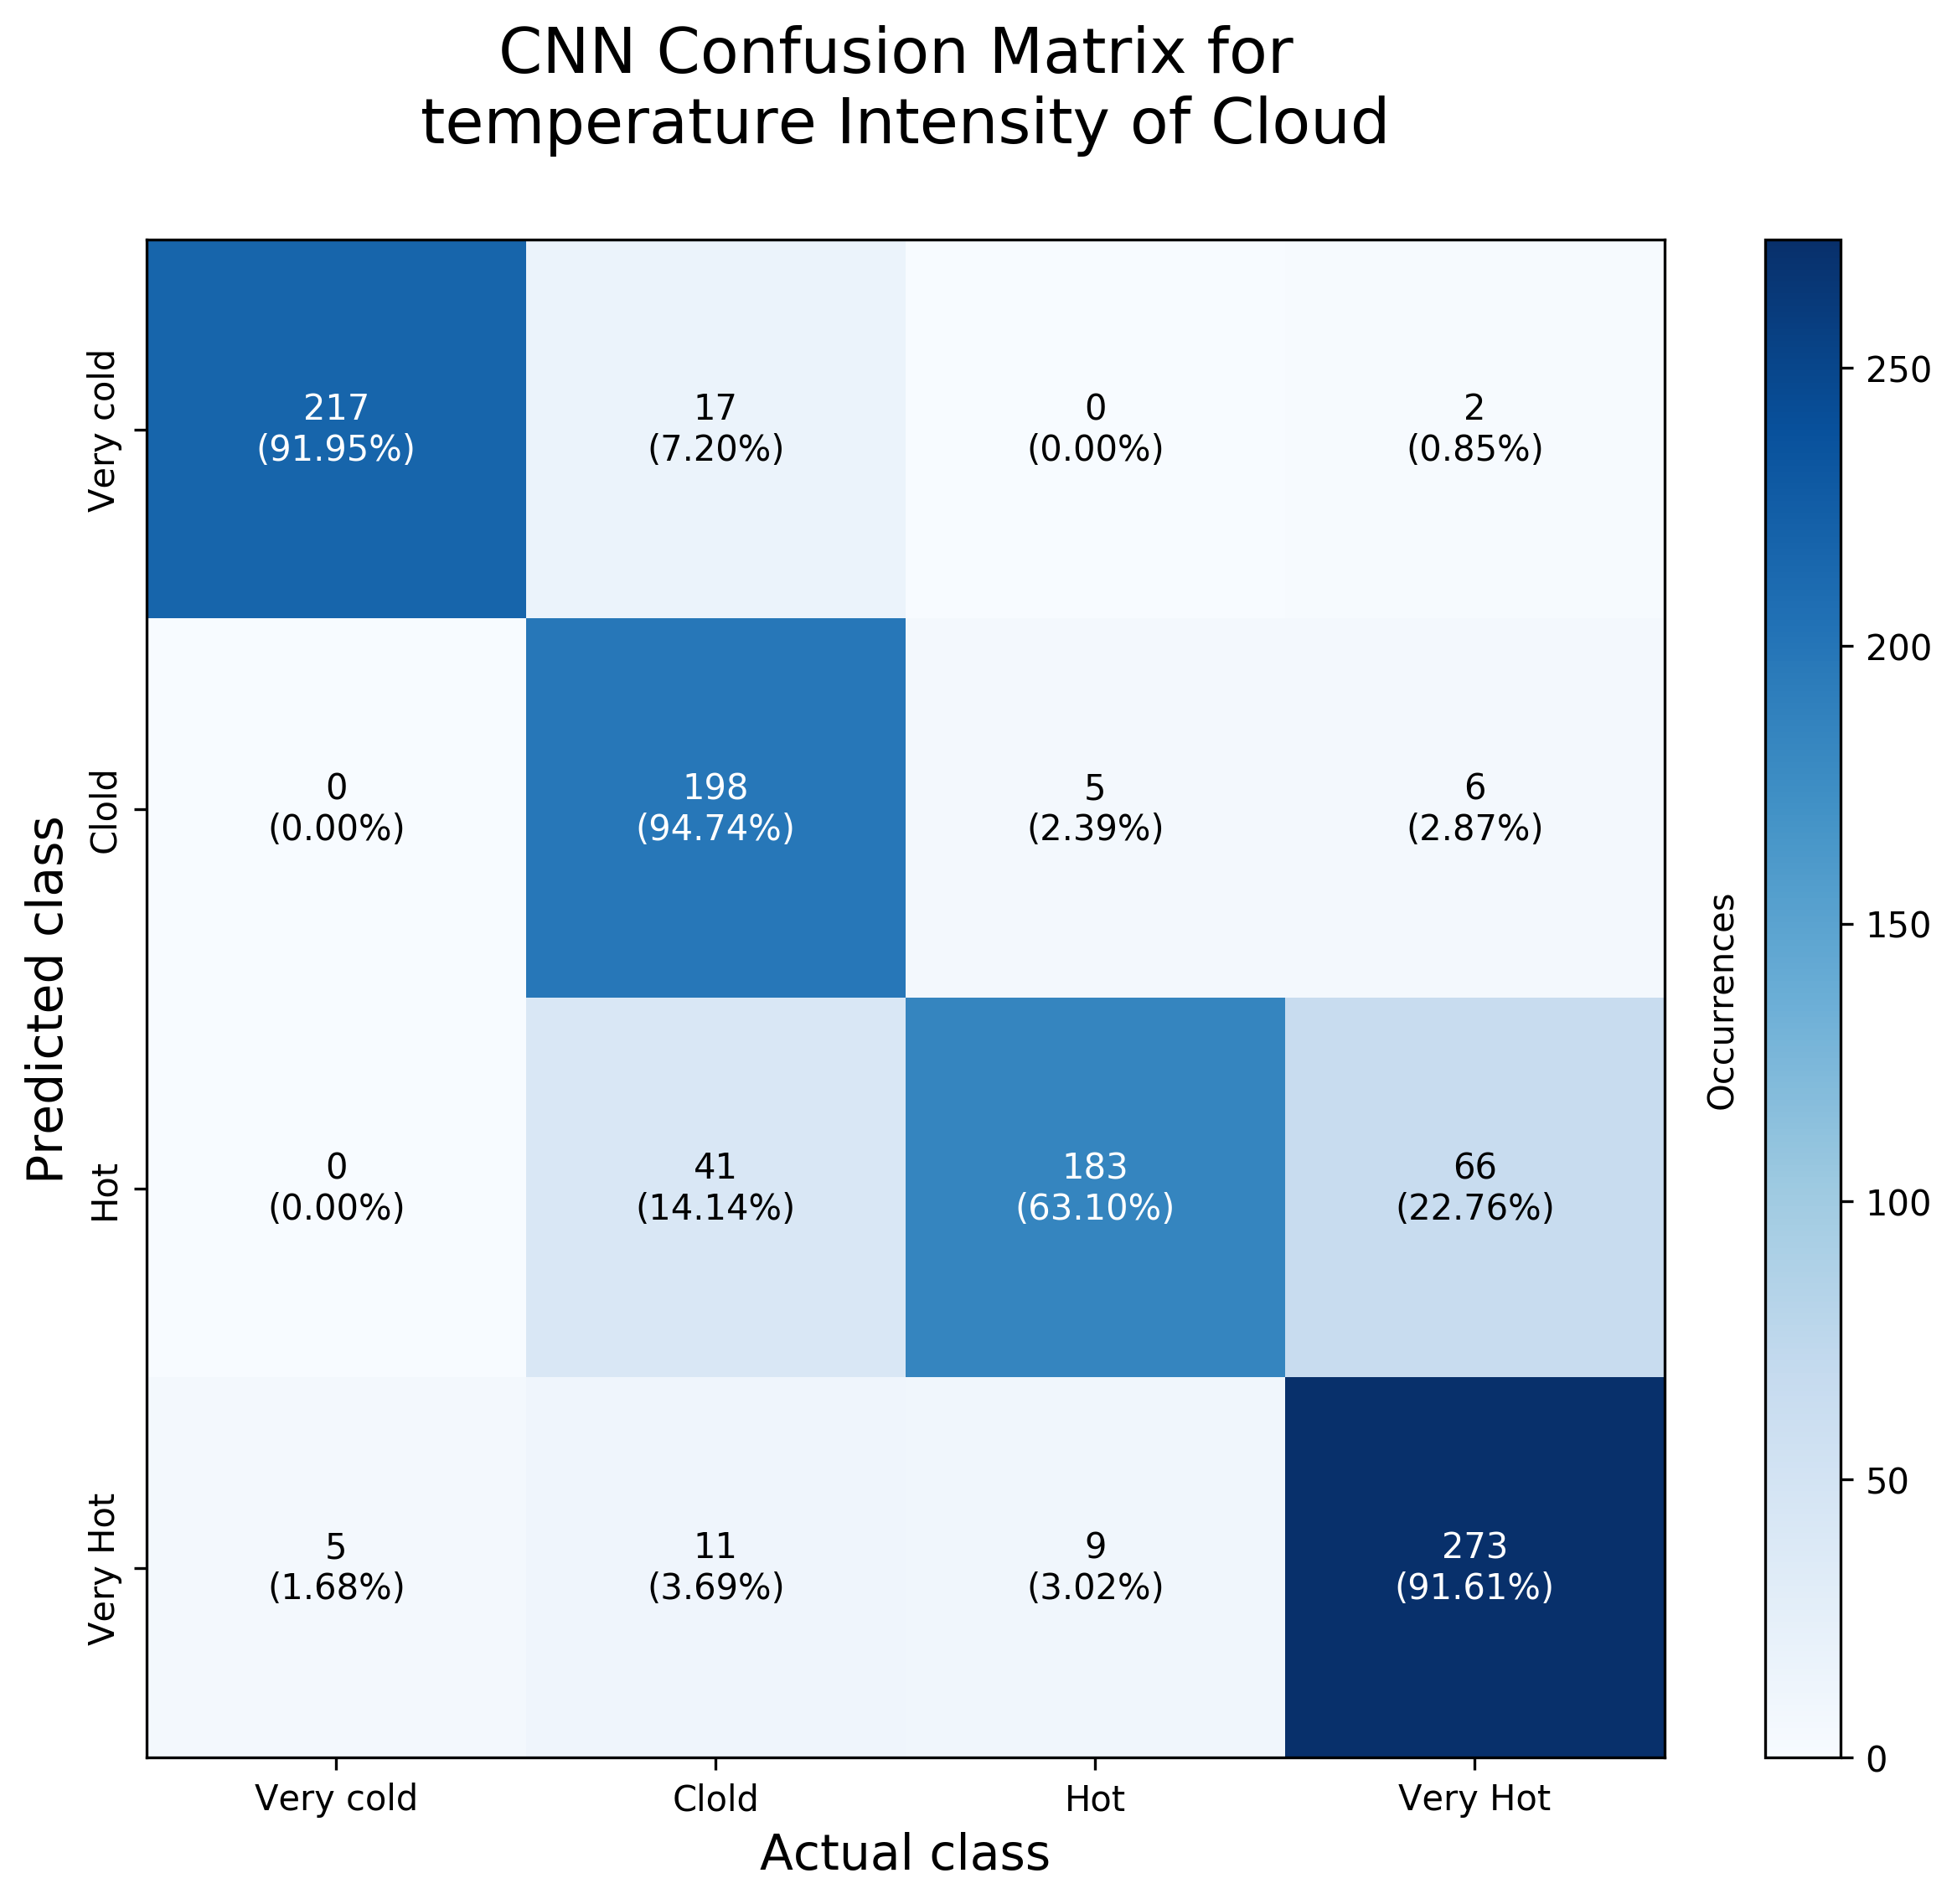 CNN Confusion Matrix for
temperature Intensity of Cloud
Predicted class
Very cold
217
(91.95%)
17
(7.20%)
0
(0.00%)
2
(0.85%)
Clold
0
(0.00%)
198
(94.74%)
5
(2.39%)
6
(2.87%)
Hot
0
(0.00%)
41
(14.14%)
183
(63.10%)
66
(22.76%)
Very Hot
5
(1.68%)
11
(3.69%)
9
(3.02%)
273
(91.61%)
Very cold
Clold
Hot
Very Hot
Actual class
Occurrences
250
200
150
100
50
0